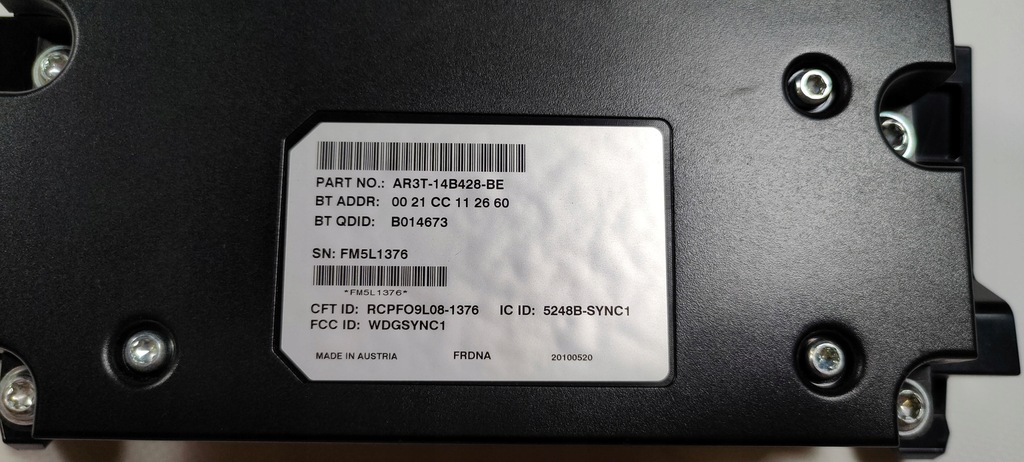 PART NO.: AR3T-14B428-BE
BT ADDR: 00 21 CC 11 26 60
BT QDID: B014673
SN: FM5L1376
*FM5L1376*
CFT ID: RCPFO9L08-1376 IC ID: 5248B-SYNC1
FCC ID: WDGSYNC1
MADE IN AUSTRIA FRDNA 20100520